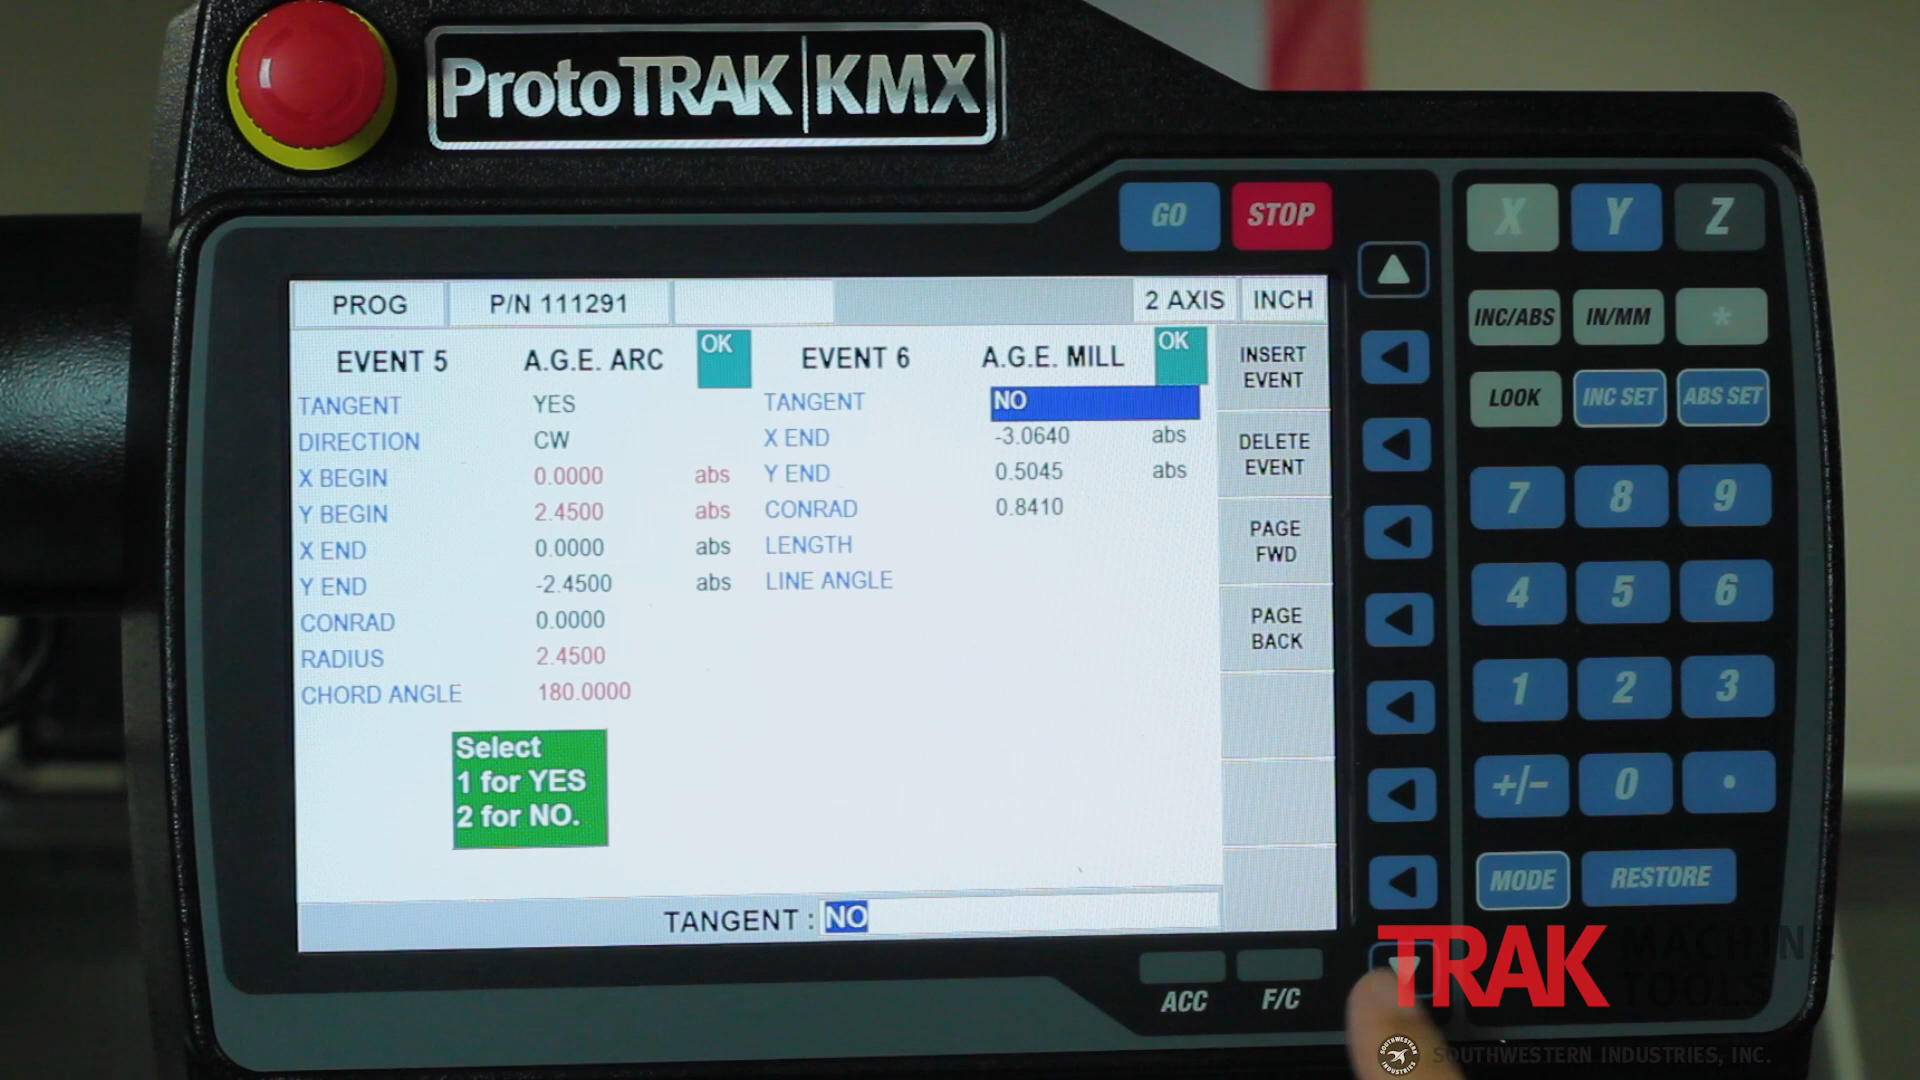 ProtoTRAK KMX
GO STOP
X Y Z
INC/ABS IN/MM *
LOOK INC SET ABS SET
7 8 9
4 5 6
1 2 3
+/- 0 •
MODE RESTORE
PROG P/N 111291 2 AXIS INCH
EVENT 5 A.G.E. ARC OK
TANGENT YES
DIRECTION CW
X BEGIN 0.0000 abs
Y BEGIN 2.4500 abs
X END 0.0000 abs
Y END -2.4500 abs
CONRAD 0.0000
RADIUS 2.4500
CHORD ANGLE 180.0000
EVENT 6 A.G.E. MILL OK
TANGENT NO
X END -3.0640 abs
Y END 0.5045 abs
CONRAD 0.8410
LENGTH
LINE ANGLE
INSERT
EVENT
DELETE
EVENT
PAGE
FWD
PAGE
BACK
Select
1 for YES
2 for NO.
TANGENT : NO
ACC F/C
TRAK MACHINE
TOOLS
SOUTHWESTERN INDUSTRIES, INC.
SOUTHWESTERN
INDUSTRIES